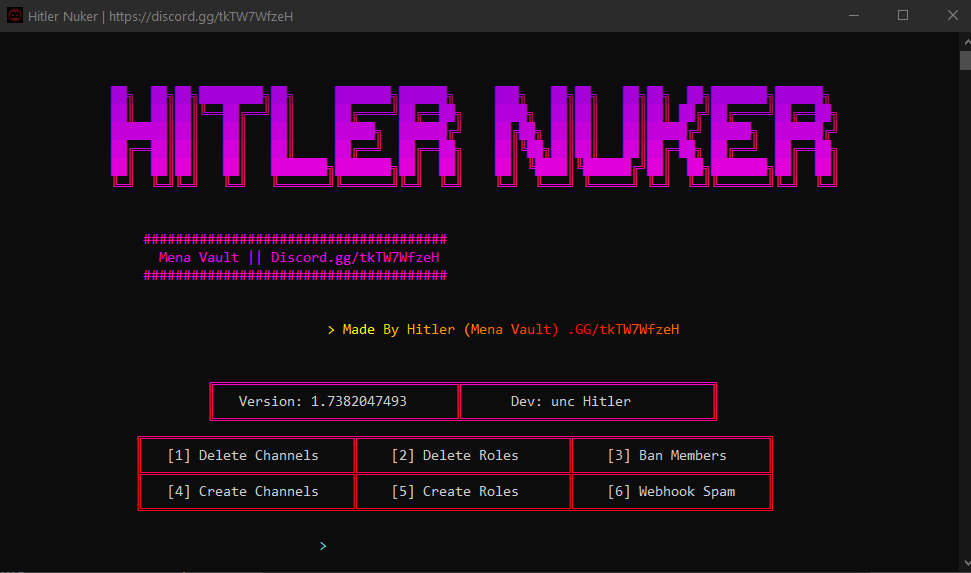 Hitler Nuker | https://discord.gg/tkTW7WfzeH
HITLER NUKER
######################################
Mena Vault || Discord.gg/tkTW7WfzeH
######################################
> Made By Hitler (Mena Vault) .GG/tkTW7WfzeH
Version: 1.7382047493 Dev: unc Hitler
[1] Delete Channels [2] Delete Roles [3] Ban Members
[4] Create Channels [5] Create Roles [6] Webhook Spam
>